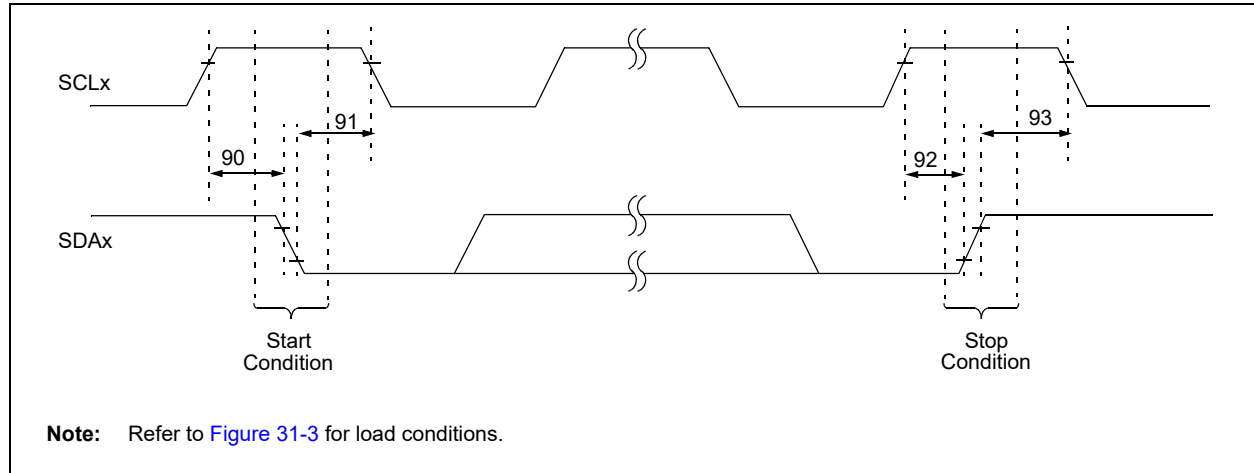 SCLx
91
93
90
92
SDAx
Start
Condition
Stop
Condition
Note: Refer to Figure 31-3 for load conditions.